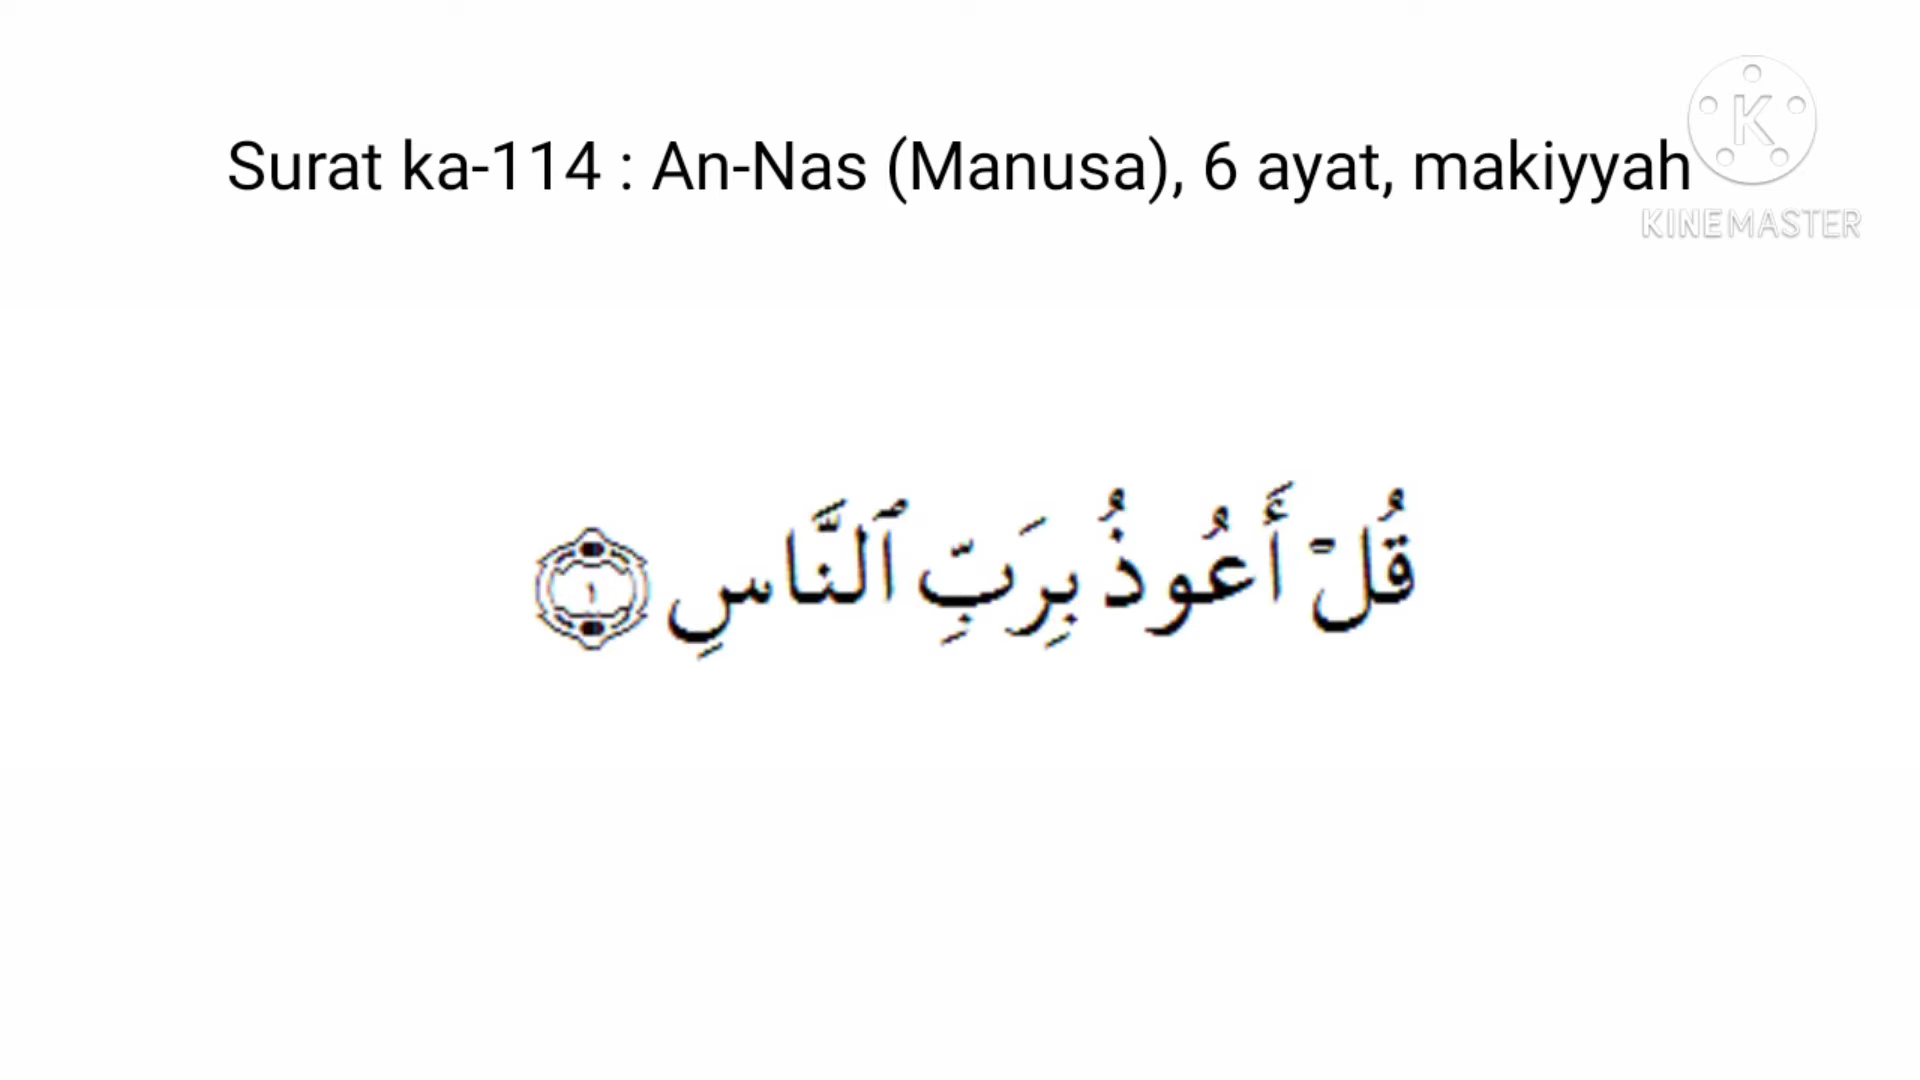 Surat ka-114 : An-Nas (Manusa), 6 ayat, makiyyah
KINEMASTER
قُلۡ أَعُوذُ بِرَبِّ ٱلنَّاسِ ١